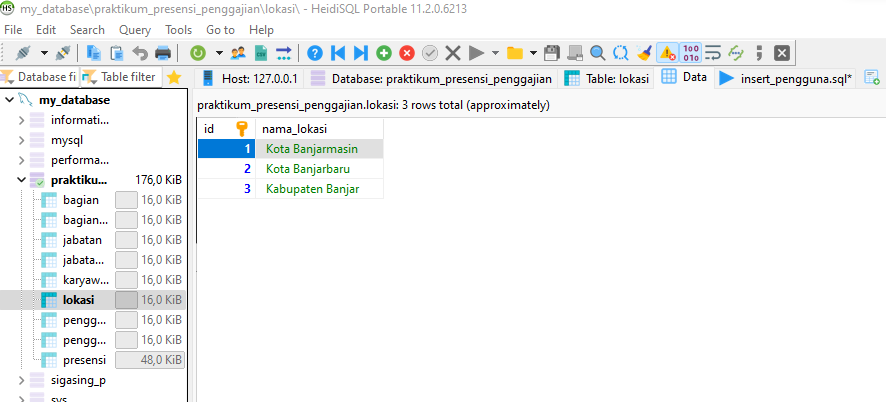 my_database\praktikum_presensi_penggajian\lokasi\ - HeidiSQL Portable 11.2.0.6213
File Edit Search Query Tools Go to Help
Database fi Table filter Host: 127.0.0.1 Database: praktikum_presensi_penggajian Table: lokasi Data insert_pengguna.sql*
my_database
informati...
mysql
performa...
praktiku... 176,0 KiB
bagian 16,0 KiB
bagian... 16,0 KiB
jabatan 16,0 KiB
jabata... 16,0 KiB
karyaw... 16,0 KiB
lokasi 16,0 KiB
pengg... 16,0 KiB
pengg... 16,0 KiB
presensi 48,0 KiB
sigasing_p
sys
praktikum_presensi_penggajian.lokasi: 3 rows total (approximately)
id nama_lokasi
1 Kota Banjarmasin
2 Kota Banjarbaru
3 Kabupaten Banjar